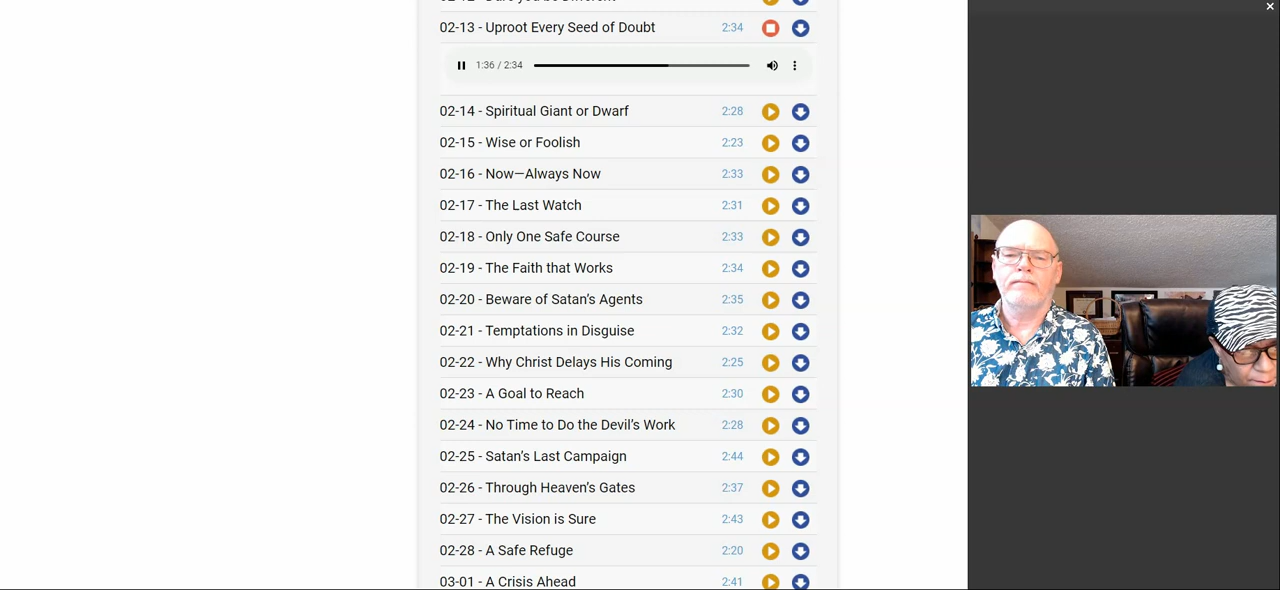 02-13 - Uproot Every Seed of Doubt 2:34
1:36 / 2:34
02-14 - Spiritual Giant or Dwarf 2:28
02-15 - Wise or Foolish 2:23
02-16 - Now—Always Now 2:33
02-17 - The Last Watch 2:31
02-18 - Only One Safe Course 2:33
02-19 - The Faith that Works 2:34
02-20 - Beware of Satan’s Agents 2:35
02-21 - Temptations in Disguise 2:32
02-22 - Why Christ Delays His Coming 2:25
02-23 - A Goal to Reach 2:30
02-24 - No Time to Do the Devil’s Work 2:28
02-25 - Satan’s Last Campaign 2:44
02-26 - Through Heaven’s Gates 2:37
02-27 - The Vision is Sure 2:43
02-28 - A Safe Refuge 2:20
03-01 - A Crisis Ahead 2:41